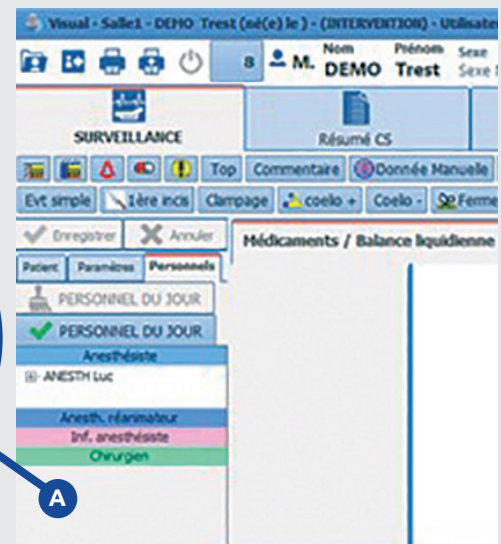 Visual - Salle1 - DEMO Trest (né(e) le ) - (INTERVENTION) - Utilisate
8 M. Nom Prénom Sexe
DEMO Trest Sexe
SURVEILLANCE Résumé CS
Top Commentaire Donnée Manuelle
Evt simple 1ère incis Clampage coelio + Coelio - Ferme
Enregistrer Annuler Médicaments / Balance liquidienne
Patient Paramètres Personnels
PERSONNEL DU JOUR
PERSONNEL DU JOUR
Anesthésiste
ANESTH Luc
Anesth. réanimateur
Inf. anesthésiste
Chirurgien
A